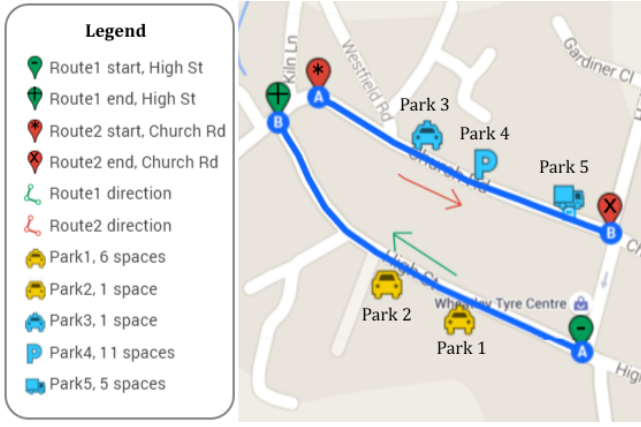 Legend
Route1 start, High St
Route1 end, High St
Route2 start, Church Rd
Route2 end, Church Rd
Route1 direction
Route2 direction
Park1, 6 spaces
Park2, 1 space
Park3, 1 space
Park4, 11 spaces
Park5, 5 spaces
Kiln Ln
Westfield Rd
Gardiner Cl
A
B
Park 3
Park 4
P
Church Rd
Park 5
X
B
Ch
High St
Wheatley Tyre Centre
Park 2
Park 1
A
High